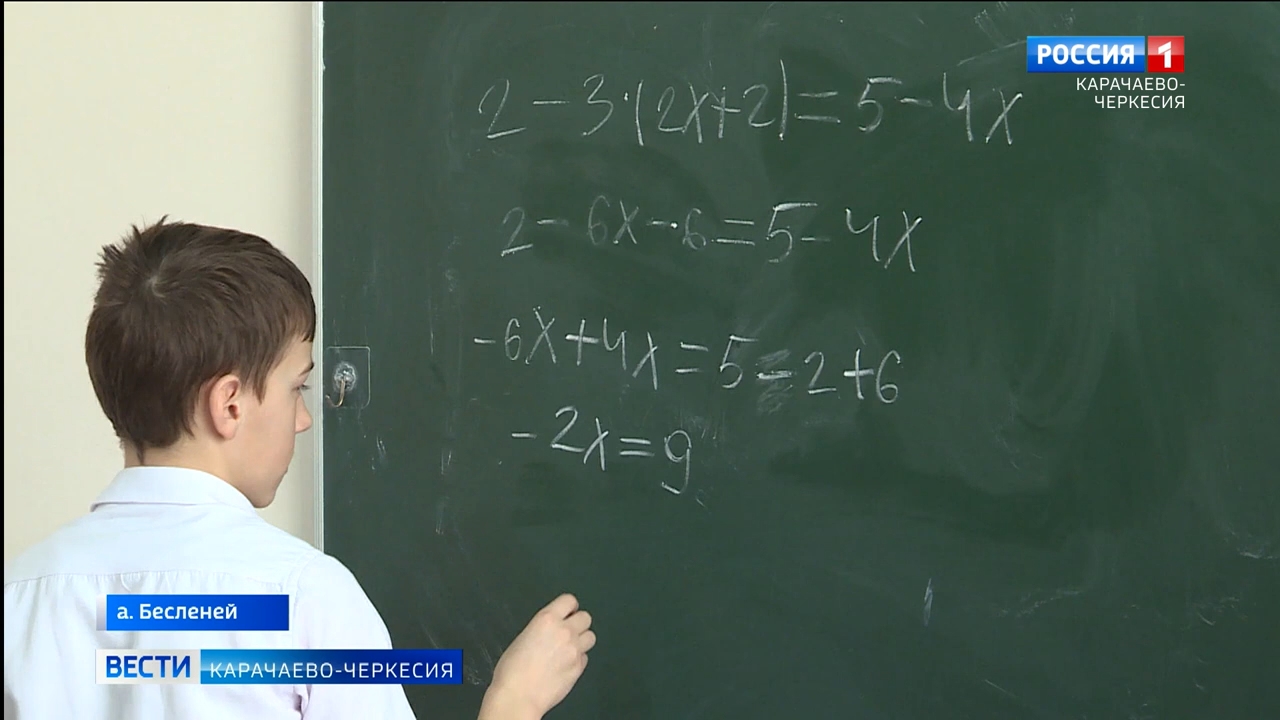 РОССИЯ 1
КАРАЧАЕВО-
ЧЕРКЕСИЯ
2 - 3·(2x+2)=5-4x
2-6x-6=5-4x
-6x+4x=5-2+6
-2x=9
а. Бесленей
ВЕСТИ КАРАЧАЕВО-ЧЕРКЕСИЯ